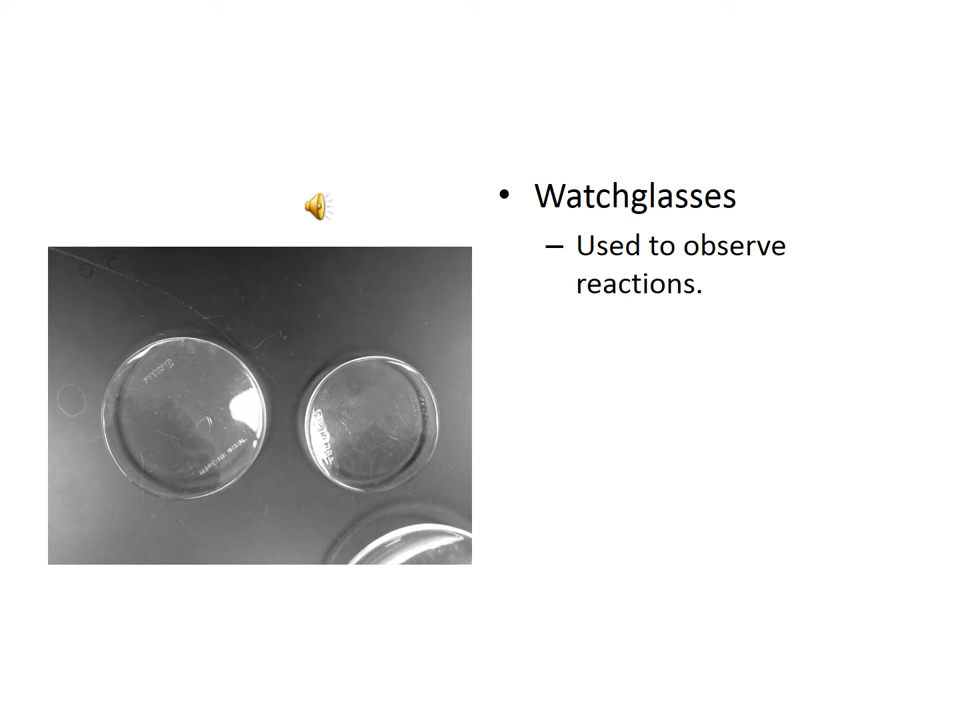 • Watchglasses
– Used to observe
reactions.